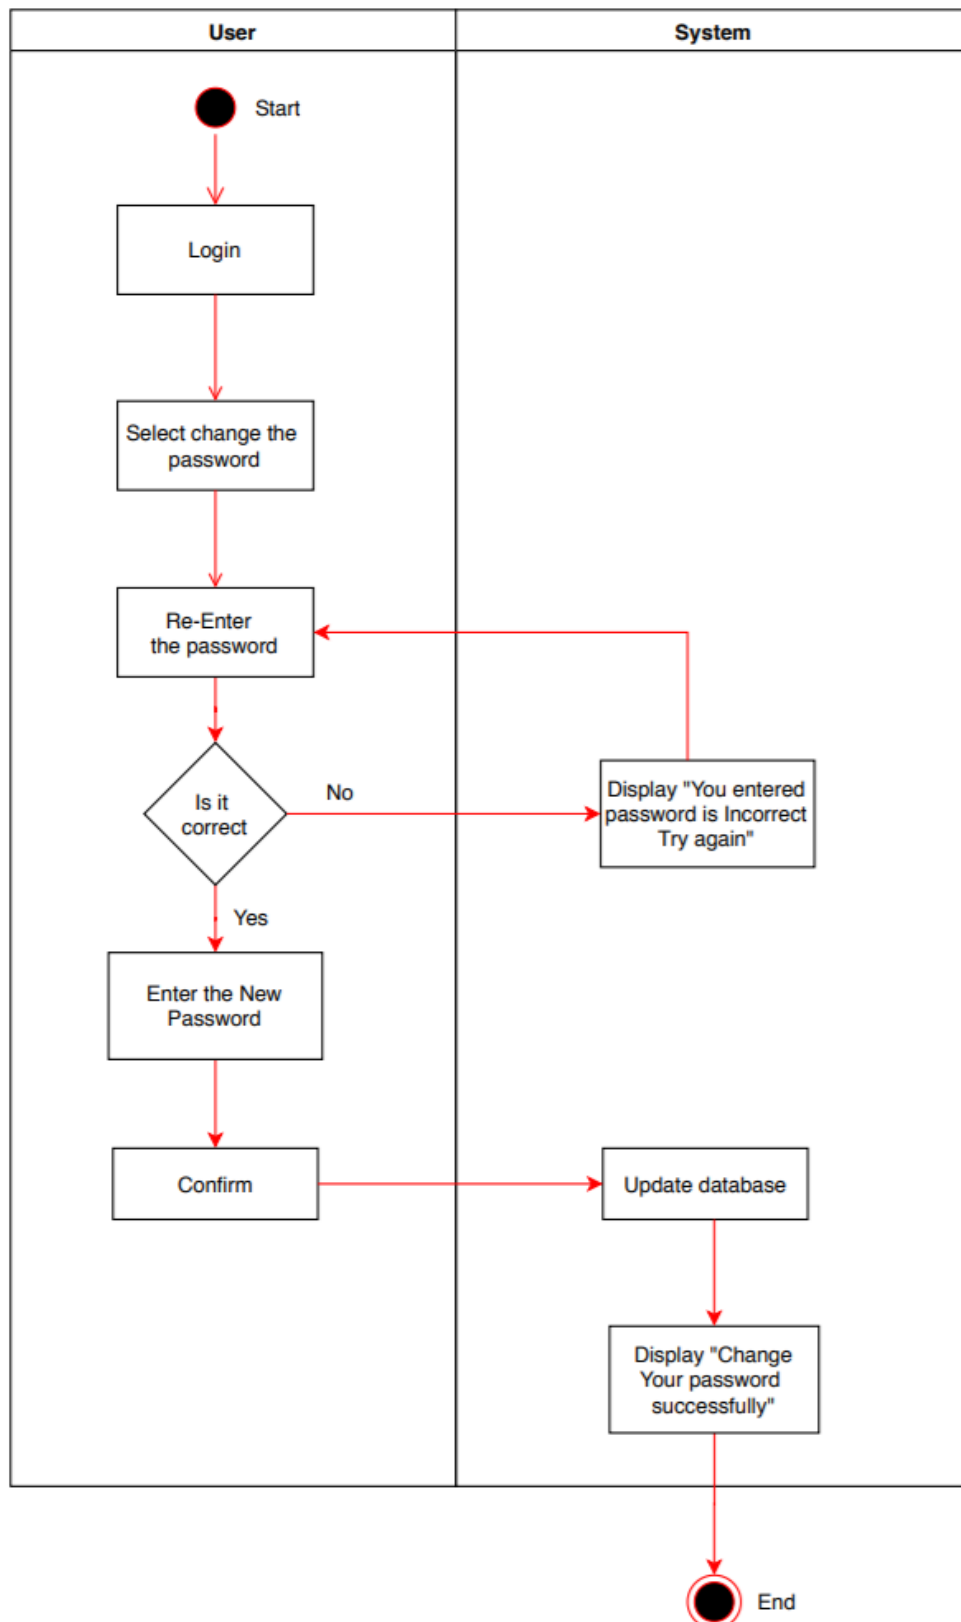 User
System
Start
Login
Select change the
password
Re-Enter
the password
Is it
correct
No
Display "You entered
password is Incorrect
Try again"
Yes
Enter the New
Password
Confirm
Update database
Display "Change
Your password
successfully"
End